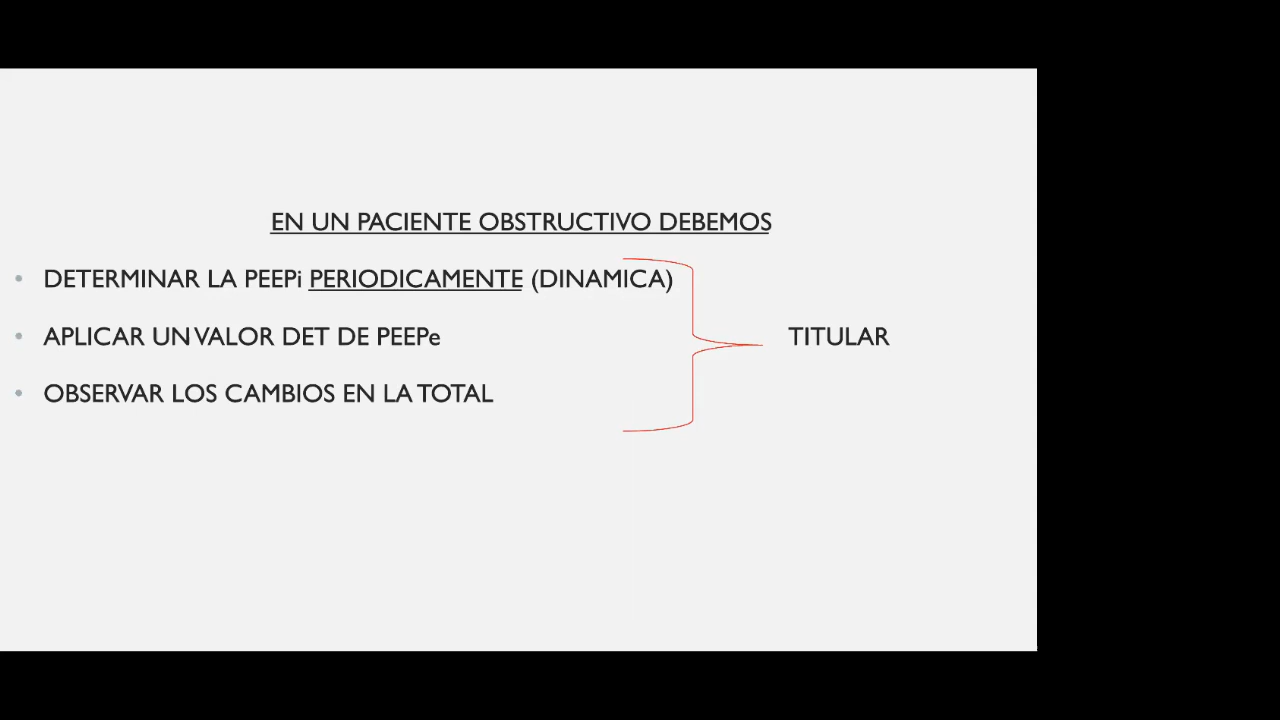 EN UN PACIENTE OBSTRUCTIVO DEBEMOS
• DETERMINAR LA PEEPi PERIODICAMENTE (DINAMICA)
• APLICAR UN VALOR DET DE PEEPe
TITULAR
• OBSERVAR LOS CAMBIOS EN LA TOTAL